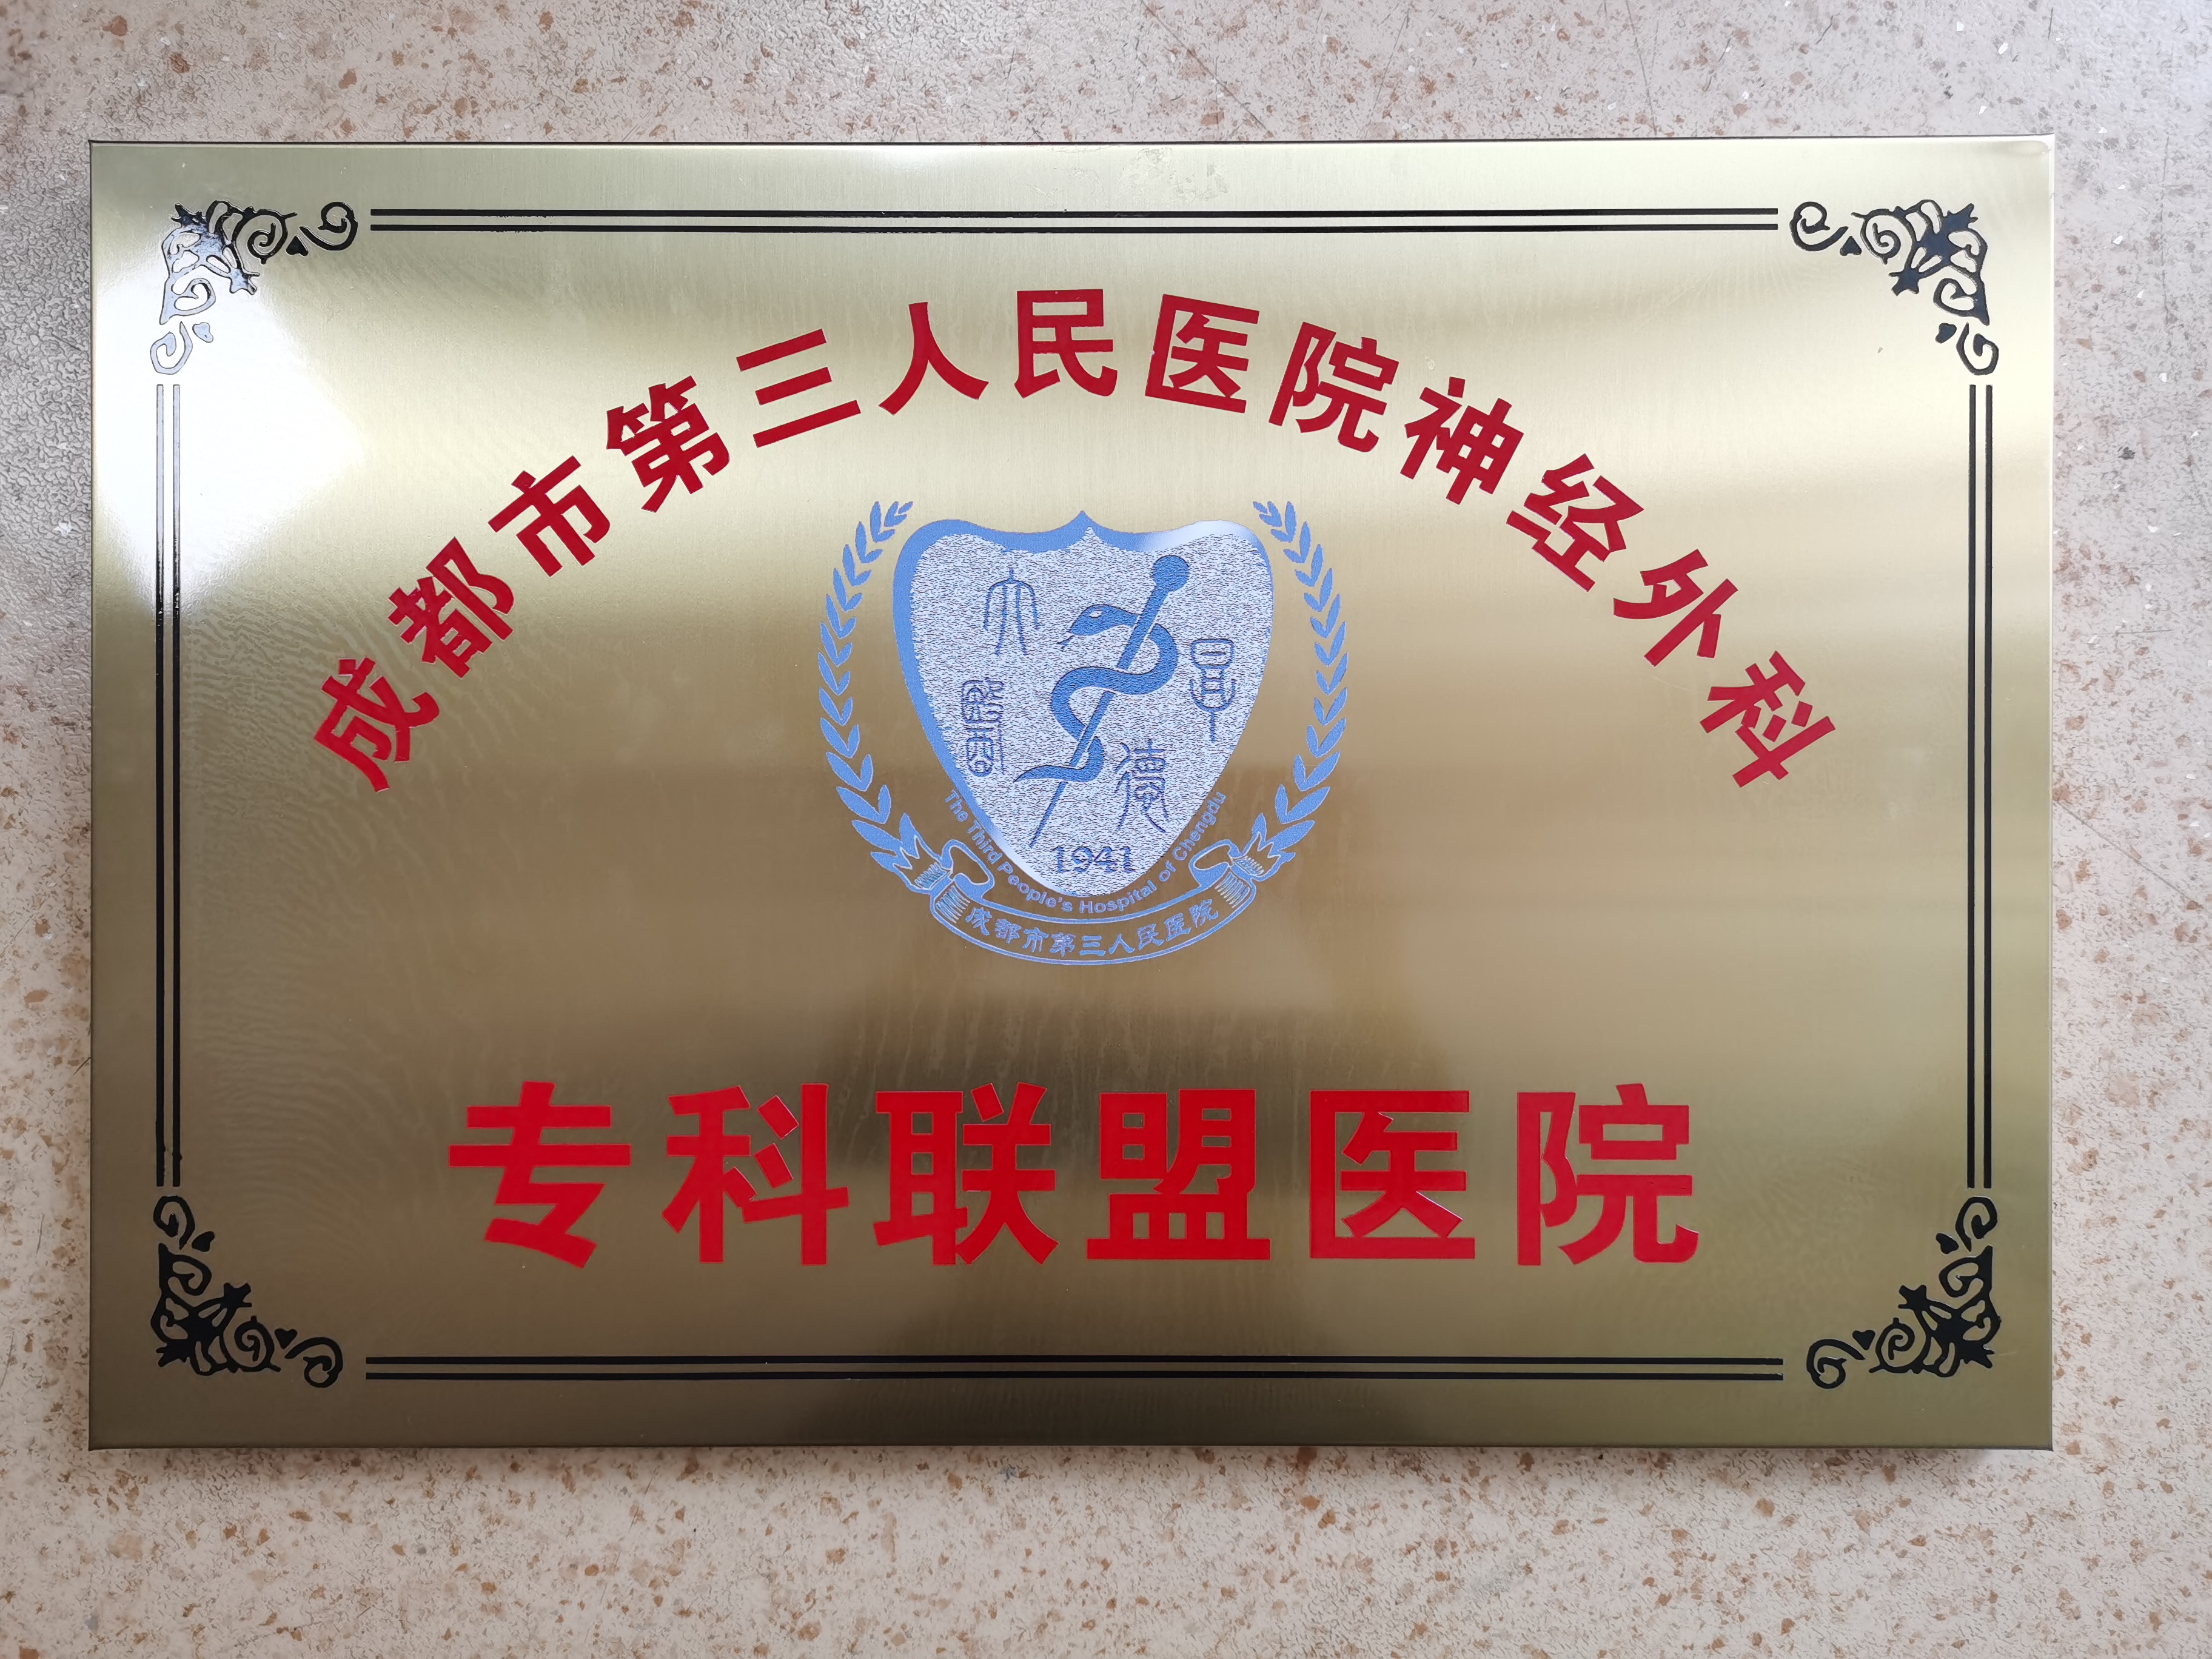 成都市第三人民医院神经外科
1941
The Third People's Hospital of Chengdu
成都市第三人民医院
专科联盟医院